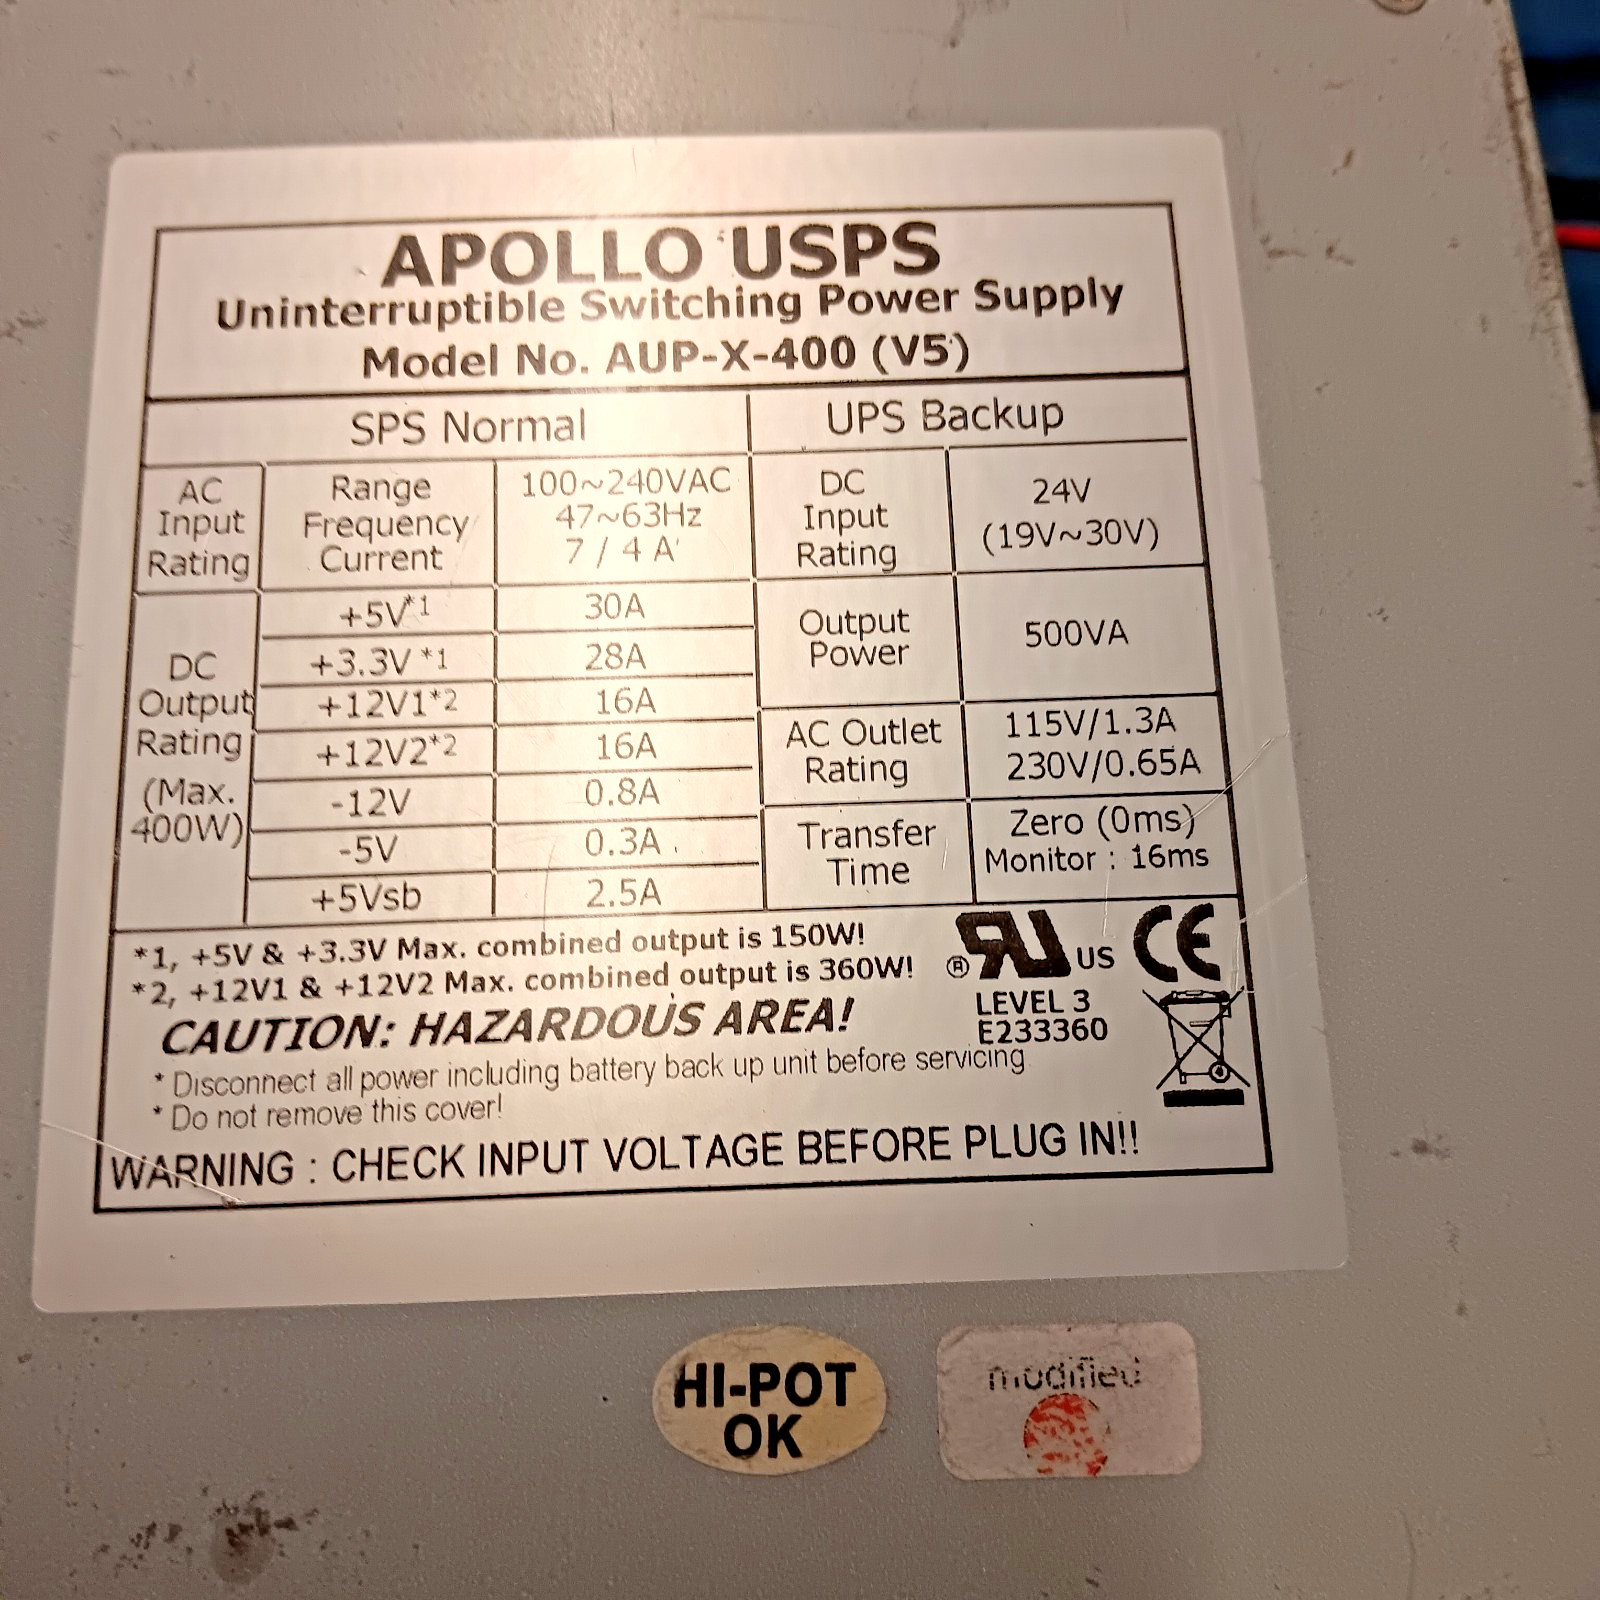 APOLLO USPS
Uninterruptible Switching Power Supply
Model No. AUP-X-400 (V5)
SPS Normal
UPS Backup
AC
Input
Rating
Range
Frequency
Current
100~240VAC
47~63Hz
7 / 4 A
DC
Input
Rating
24V
(19V~30V)
DC
Output
Rating
(Max.
400W)
+5V*1 30A
+3.3V*1 28A
+12V1*2 16A
+12V2*2 16A
-12V 0.8A
-5V 0.3A
+5Vsb 2.5A
Output
Power
500VA
AC Outlet
Rating
115V/1.3A
230V/0.65A
Transfer
Time
Zero (0ms)
Monitor : 16ms
*1, +5V & +3.3V Max. combined output is 150W!
*2, +12V1 & +12V2 Max. combined output is 360W!
® RU US CE
LEVEL 3
E233360
CAUTION: HAZARDOUS AREA!
* Disconnect all power including battery back up unit before servicing
* Do not remove this cover!
WARNING : CHECK INPUT VOLTAGE BEFORE PLUG IN!!
HI-POT
OK
modified